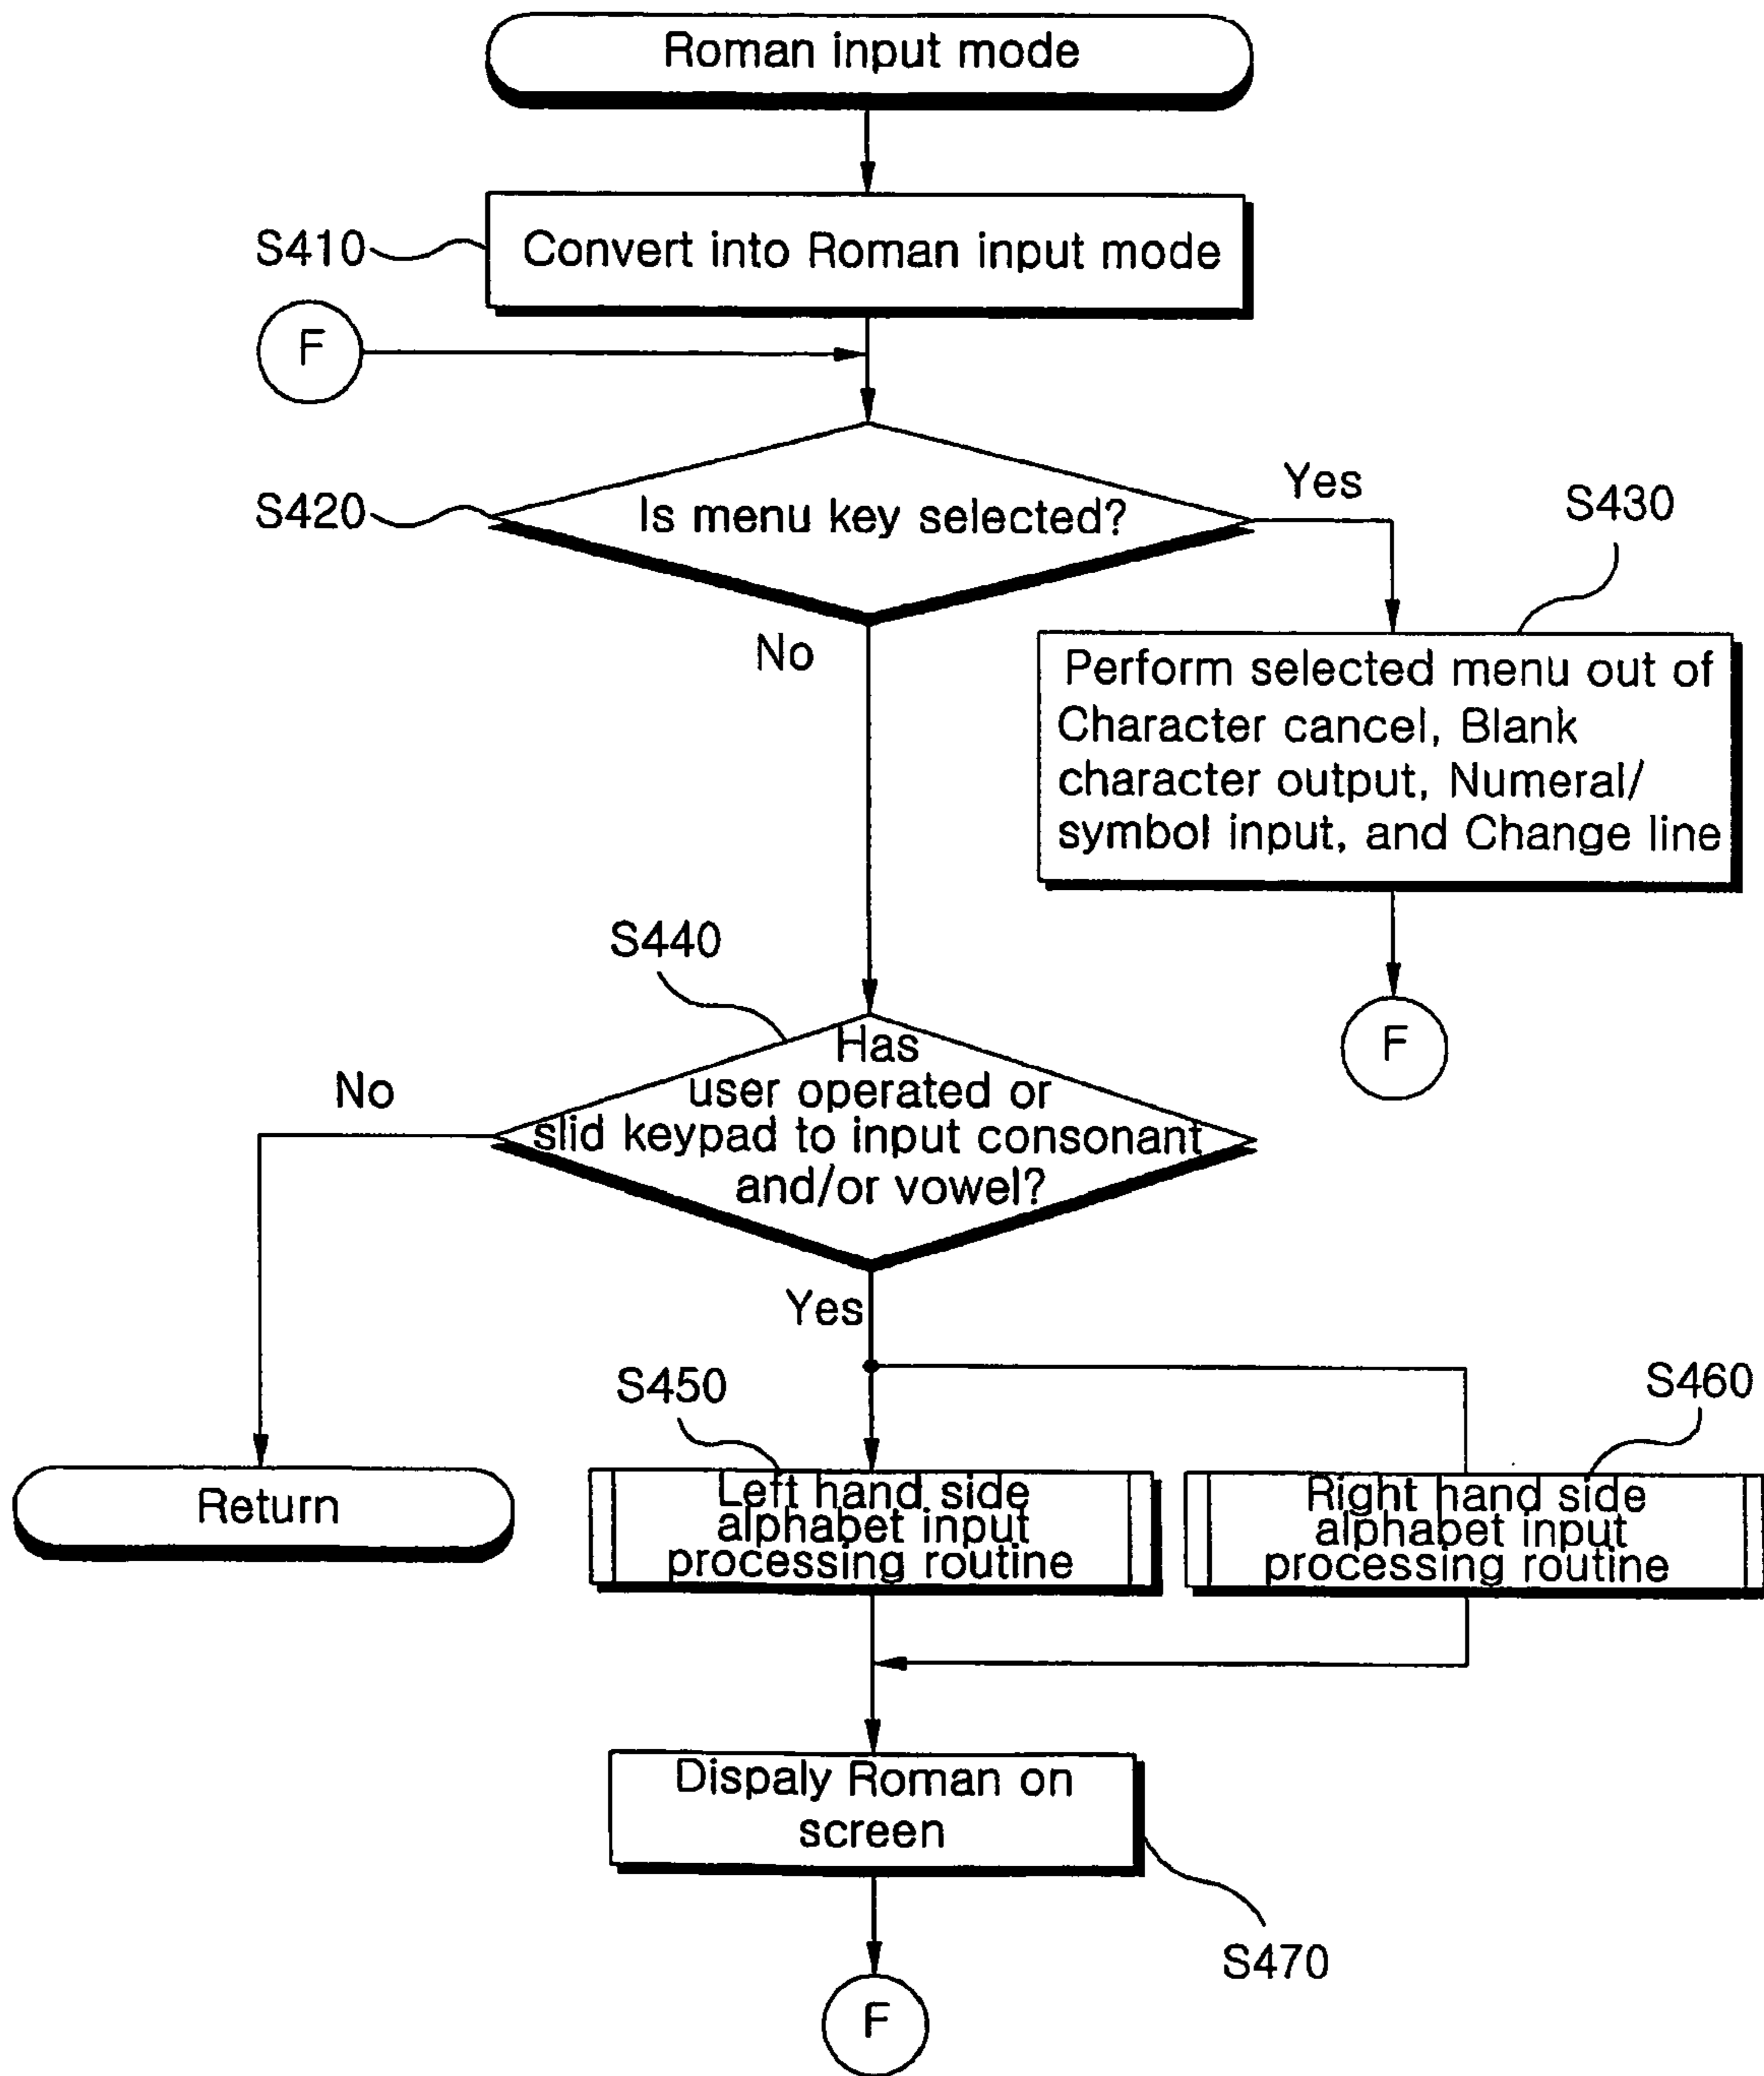 Roman input mode
S410
Convert into Roman input mode
F
S420
Is menu key selected?
Yes
S430
No
Perform selected menu out of
Character cancel, Blank
character output, Numeral/
symbol input, and Change line
F
S440
Has
user operated or
slid keypad to input consonant
and/or vowel?
No
Yes
S450
S460
Return
Left hand side
alphabet input
processing routine
Right hand side
alphabet input
processing routine
Dispaly Roman on
screen
S470
F